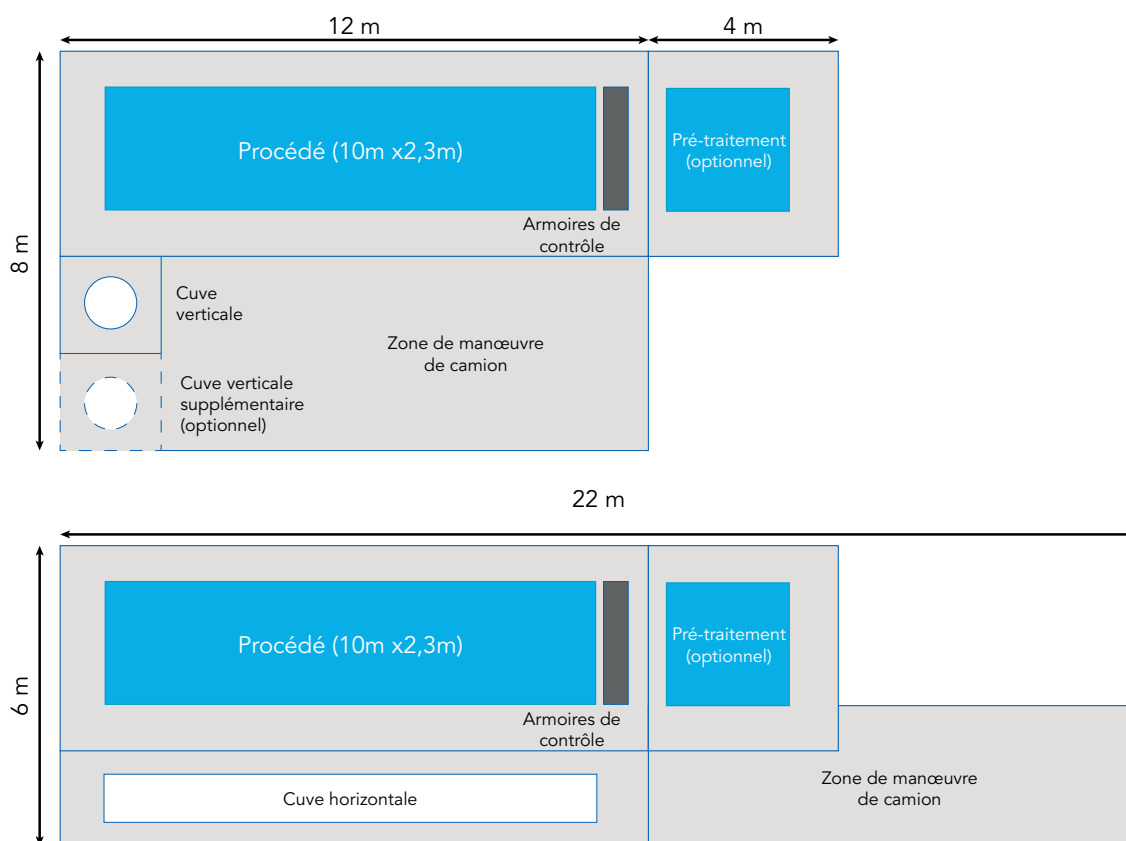 12 m
4 m
8 m
Procédé (10m x2,3m)
Pré-traitement
(optionnel)
Armoires de
contrôle
Cuve
verticale
Zone de manœuvre
de camion
Cuve verticale
supplémentaire
(optionnel)
22 m
6 m
Procédé (10m x2,3m)
Pré-traitement
(optionnel)
Armoires de
contrôle
Cuve horizontale
Zone de manœuvre
de camion